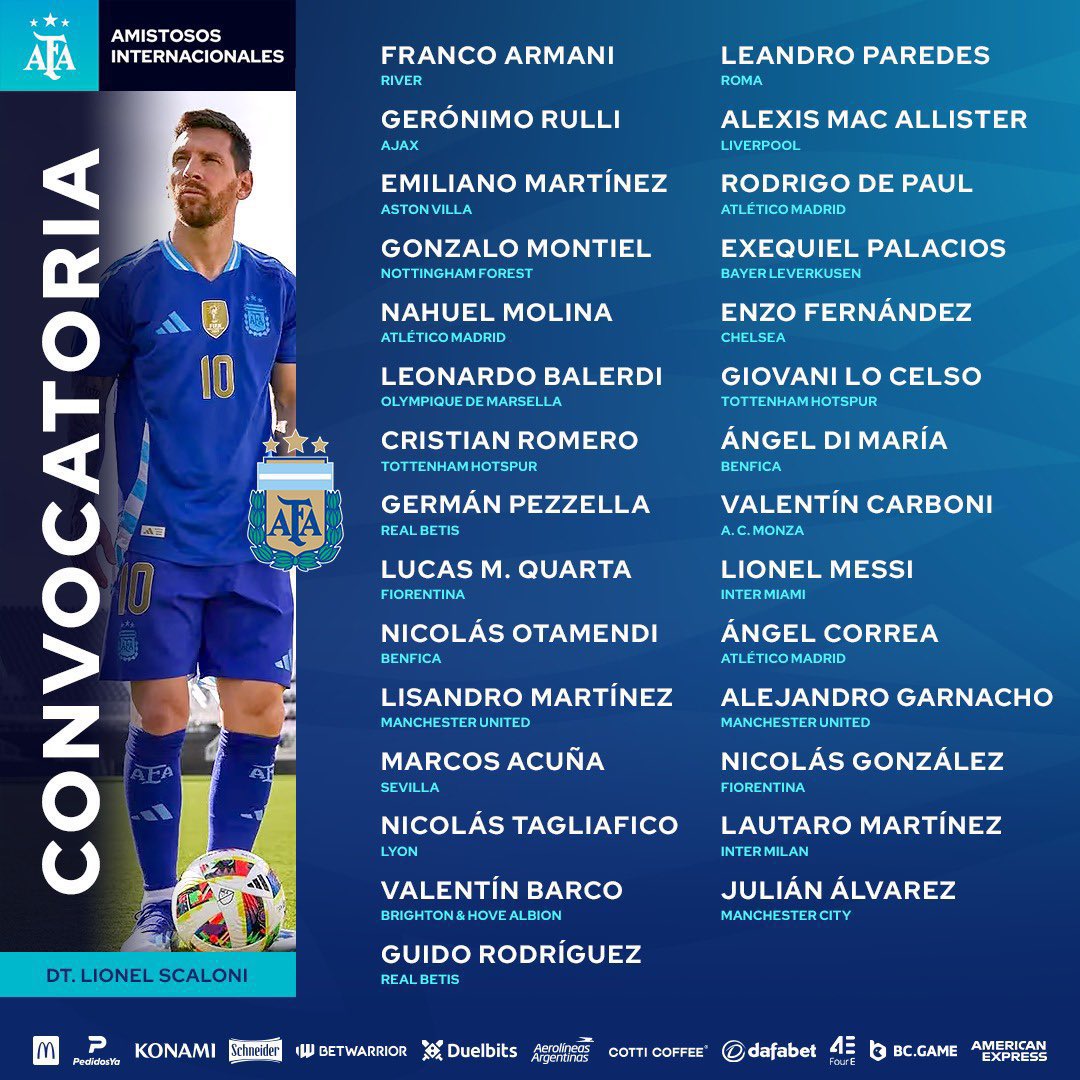 AFA
AMISTOSOS
INTERNACIONALES
CONVOCATORIA
10
10
AFA
AFA
DT. LIONEL SCALONI
FRANCO ARMANI
RIVER
GERÓNIMO RULLI
AJAX
EMILIANO MARTÍNEZ
ASTON VILLA
GONZALO MONTIEL
NOTTINGHAM FOREST
NAHUEL MOLINA
ATLÉTICO MADRID
LEONARDO BALERDI
OLYMPIQUE DE MARSELLA
CRISTIAN ROMERO
TOTTENHAM HOTSPUR
GERMÁN PEZZELLA
REAL BETIS
LUCAS M. QUARTA
FIORENTINA
NICOLÁS OTAMENDI
BENFICA
LISANDRO MARTÍNEZ
MANCHESTER UNITED
MARCOS ACUÑA
SEVILLA
NICOLÁS TAGLIAFICO
LYON
VALENTÍN BARCO
BRIGHTON & HOVE ALBION
GUIDO RODRÍGUEZ
REAL BETIS
LEANDRO PAREDES
ROMA
ALEXIS MAC ALLISTER
LIVERPOOL
RODRIGO DE PAUL
ATLÉTICO MADRID
EXEQUIEL PALACIOS
BAYER LEVERKUSEN
ENZO FERNÁNDEZ
CHELSEA
GIOVANI LO CELSO
TOTTENHAM HOTSPUR
ÁNGEL DI MARÍA
BENFICA
VALENTÍN CARBONI
A. C. MONZA
LIONEL MESSI
INTER MIAMI
ÁNGEL CORREA
ATLÉTICO MADRID
ALEJANDRO GARNACHO
MANCHESTER UNITED
NICOLÁS GONZÁLEZ
FIORENTINA
LAUTARO MARTÍNEZ
INTER MILAN
JULIÁN ÁLVAREZ
MANCHESTER CITY
PedidosYa
KONAMI
Schneider
BETWARRIOR
Duelbits
Aerolíneas
Argentinas
COTTI COFFEE
dafabet
Four E
BC.GAME
AMERICAN
EXPRESS